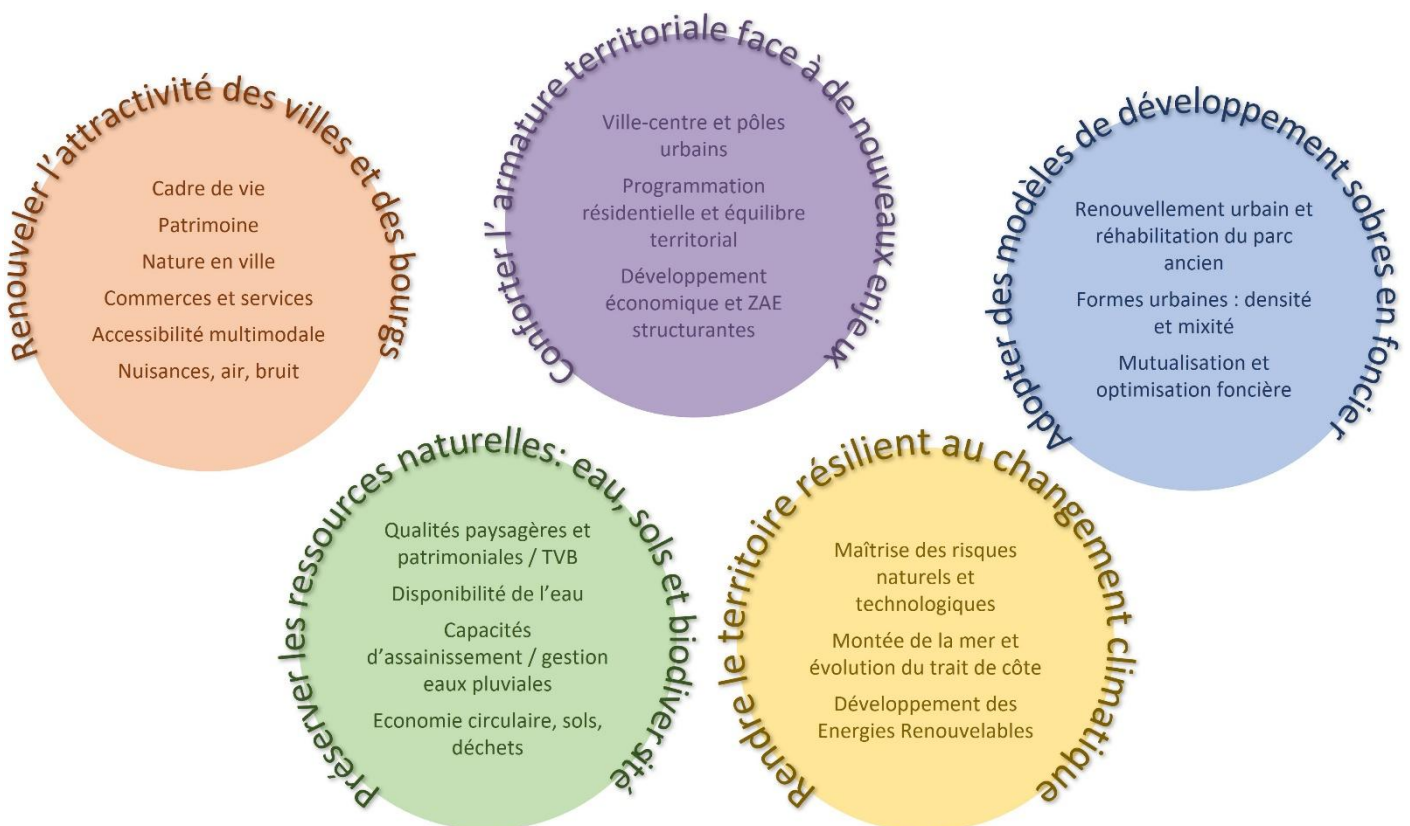 Renouveler l’attractivité des villes et des bourgs
Cadre de vie
Patrimoine
Nature en ville
Commerces et services
Accessibilité multimodale
Nuisances, air, bruit
Conforter l’ armature territoriale face à de nouveaux enjeux
Ville-centre et pôles
urbains
Programmation
résidentielle et équilibre
territorial
Développement
économique et ZAE
structurantes
Adopter des modèles de développement sobres en foncier
Renouvellement urbain et
réhabilitation du parc
ancien
Formes urbaines : densité
et mixité
Mutualisation et
optimisation foncière
Préserver les ressources naturelles: eau, sols et biodiversité
Qualités paysagères et
patrimoniales / TVB
Disponibilité de l’eau
Capacités
d’assainissement / gestion
eaux pluviales
Economie circulaire, sols,
déchets
Rendre le territoire résilient au changement climatique
Maîtrise des risques
naturels et
technologiques
Montée de la mer et
évolution du trait de côte
Développement des
Energies Renouvelables